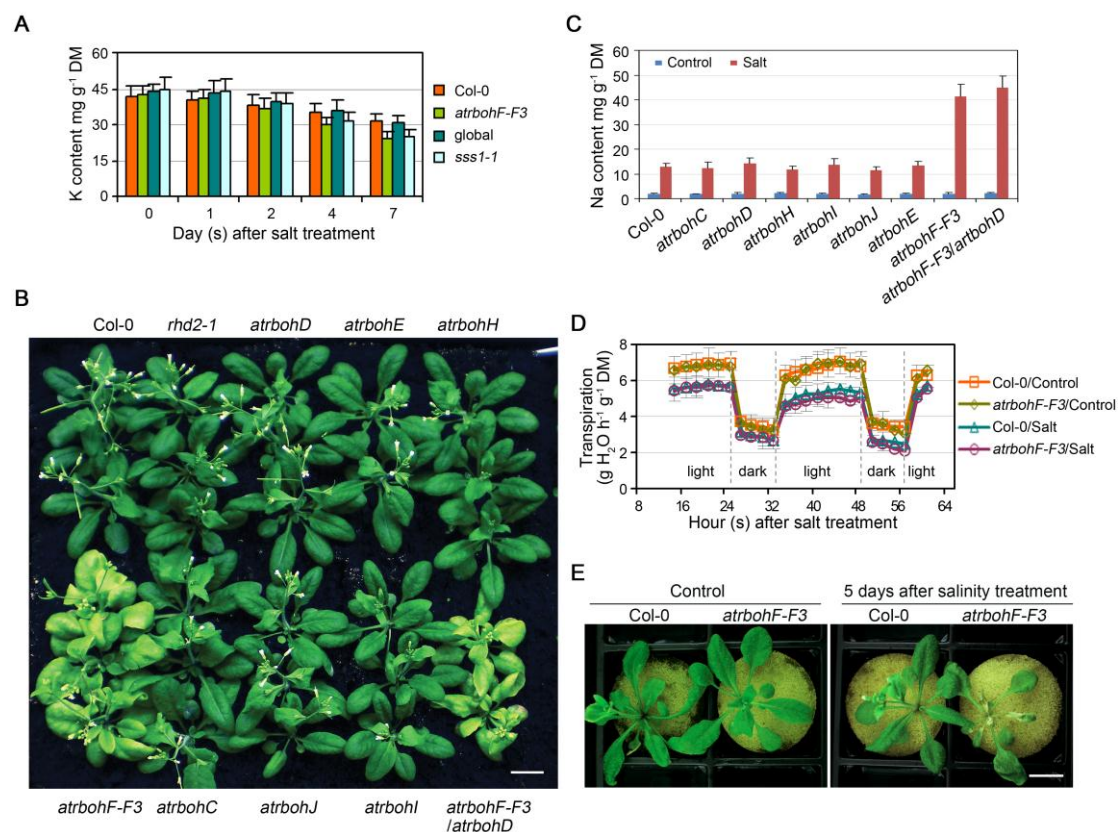 A
60
45
30
15
0
K content mg g-1 DM
0 1 2 4 7
Day (s) after salt treatment
Col-0
atrbohF-F3
global
sss1-1
C
60
50
40
30
20
10
0
Na content mg g-1 DM
Control Salt
Col-0
atrbohC
atrbohD
atrbohH
atrbohI
atrbohJ
atrbohE
atrbohF-F3
atrbohF-F3/artbohD
B
Col-0 rhd2-1 atrbohD atrbohE atrbohH
atrbohF-F3 atrbohC atrbohJ atrbohI atrbohF-F3
/atrbohD
D
8
6
4
2
0
Transpiration
(g H2O h-1 g-1 DM)
light dark light dark light
8 16 24 32 40 48 56 64
Hour (s) after salt treatment
Col-0/Control
atrbohF-F3/Control
Col-0/Salt
atrbohF-F3/Salt
E
Control 5 days after salinity treatment
Col-0 atrbohF-F3 Col-0 atrbohF-F3